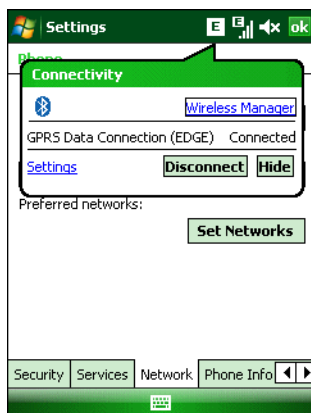 Settings E E ok
Phone
Connectivity
Wireless Manager
GPRS Data Connection (EDGE) Connected
Settings Disconnect Hide
Preferred networks:
Set Networks
Security Services Network Phone Info